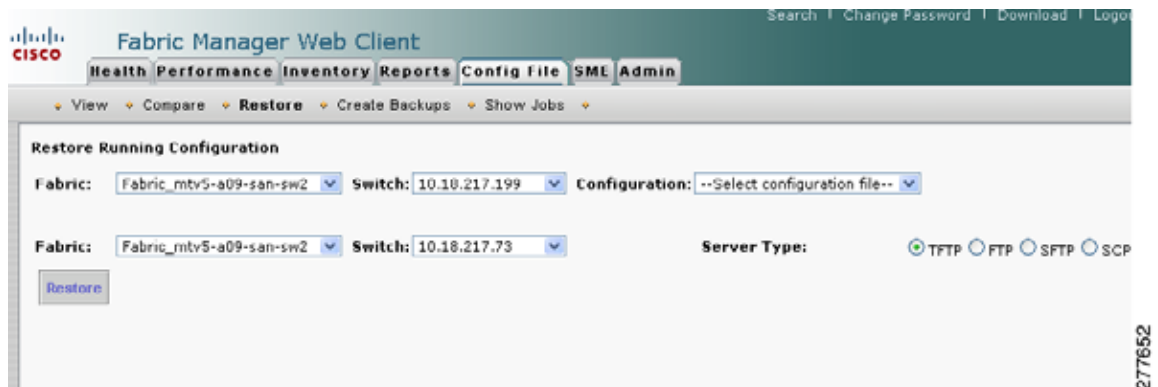 Search | Change Password | Download |
CISCO
Fabric Manager Web Client
Health Performance Inventory Reports Config File SME Admin
View Compare Restore Create Backups Show Jobs
Restore Running Configuration
Fabric: Fabric_mtv5-a09-san-sw2 Switch: 10.18.217.199 Configuration: --Select configuration file--
Fabric: Fabric_mtv5-a09-san-sw2 Switch: 10.18.217.73 Server Type: TFTP FTP SFTP SCP
Restore
277652